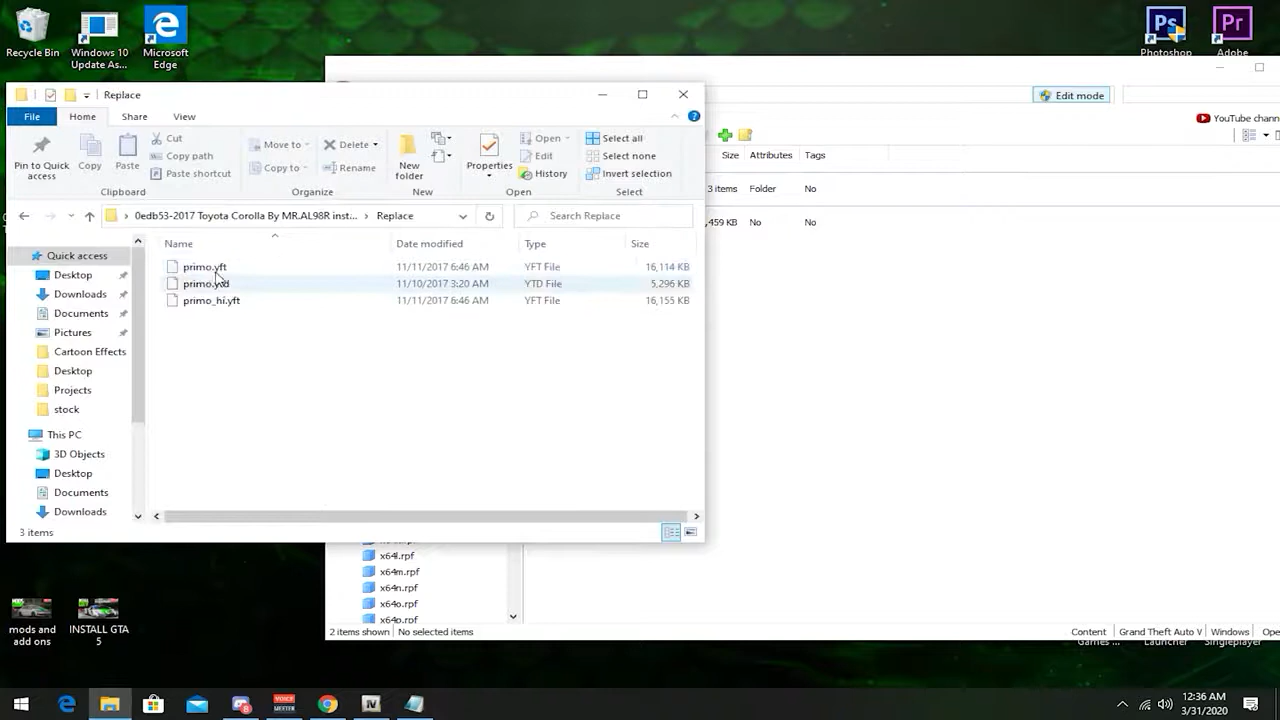 Recycle Bin
Windows 10
Update As...
Microsoft
Edge
Photoshop
Adobe
Replace
File
Home
Share
View
Edit mode
YouTube chann
Pin to Quick
access
Copy
Paste
Cut
Copy path
Paste shortcut
Clipboard
Move to
Copy to
Delete
Rename
Organize
New
folder
New
Properties
Open
Edit
History
Open
Select all
Select none
Invert selection
Select
Size
Attributes
Tags
3 items
Folder
No
,459 KB
No
No
0edb53-2017 Toyota Corolla By MR.AL98R inst...
Replace
Search Replace
Name
Date modified
Type
Size
primo.yft
11/11/2017 6:46 AM
YFT File
16,114 KB
primo.ytd
11/10/2017 3:20 AM
YTD File
5,296 KB
primo_hi.yft
11/11/2017 6:46 AM
YFT File
16,155 KB
Quick access
Desktop
Downloads
Documents
Pictures
Cartoon Effects
Desktop
Projects
stock
This PC
3D Objects
Desktop
Documents
Downloads
3 items
x64l.rpf
x64m.rpf
x64n.rpf
x64o.rpf
x64p.rpf
2 items shown
No selected items
Content
Grand Theft Auto V
Windows
Ope
mods and
add ons
INSTALL GTA
5
Games ...
Launcher
Singleplayer
12:36 AM
3/31/2020